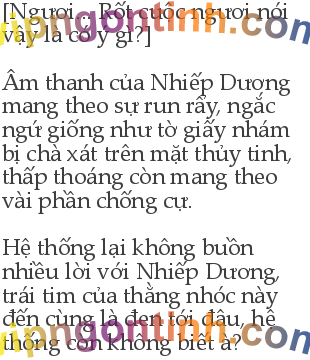 [Ngươi... Rốt cuộc ngươi nói
vậy là có ý gì?]
Âm thanh của Nhiếp Dương
mang theo sự run rẩy, ngắc
ngứ giống như tờ giấy nhám
bị chà xát trên mặt thủy tinh,
thấp thoáng còn mang theo
vài phần chống cự.
Hệ thống lại không buồn
nhiều lời với Nhiếp Dương,
trái tim của thằng nhóc này
đến cùng là đen tới đâu, hệ
thống còn không biết à?